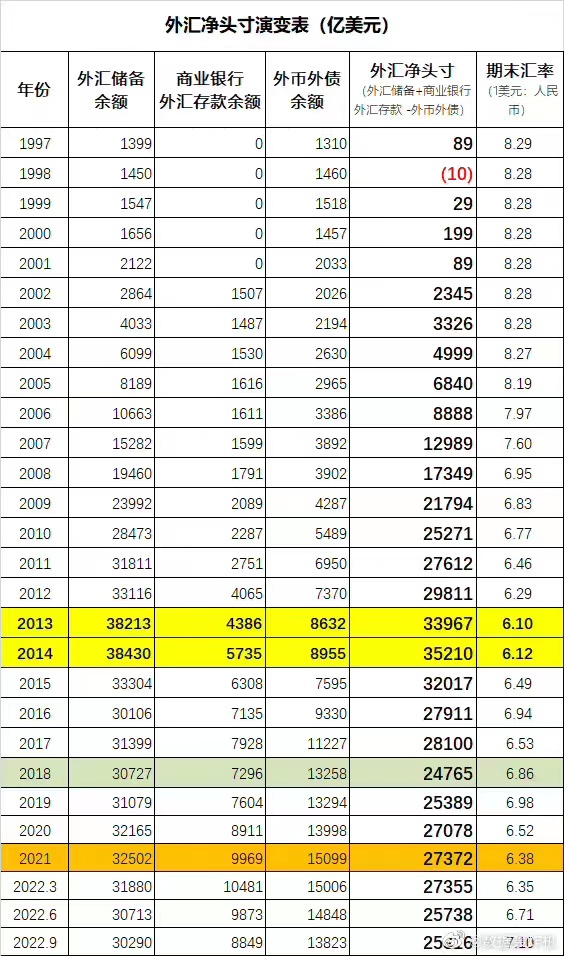 外汇净头寸演变表（亿美元）
年份 外汇储备余额 商业银行外汇存款余额 外币外债余额 外汇净头寸（外汇储备+商业银行外汇存款 -外币外债） 期末汇率（1美元：人民币）
1997 1399 0 1310 89 8.29
1998 1450 0 1460 (10) 8.28
1999 1547 0 1518 29 8.28
2000 1656 0 1457 199 8.28
2001 2122 0 2033 89 8.28
2002 2864 1507 2026 2345 8.28
2003 4033 1487 2194 3326 8.28
2004 6099 1530 2630 4999 8.27
2005 8189 1616 2965 6840 8.19
2006 10663 1611 3386 8888 7.97
2007 15282 1599 3892 12989 7.60
2008 19460 1791 3902 17349 6.95
2009 23992 2089 4287 21794 6.83
2010 28473 2287 5489 25271 6.77
2011 31811 2751 6950 27612 6.46
2012 33116 4065 7370 29811 6.29
2013 38213 4386 8632 33967 6.10
2014 38430 5735 8955 35210 6.12
2015 33304 6308 7595 32017 6.49
2016 30106 7135 9330 27911 6.94
2017 31399 7928 11227 28100 6.53
2018 30727 7296 13258 24765 6.86
2019 31079 7604 13294 25389 6.98
2020 32165 8911 13998 27078 6.52
2021 32502 9969 15099 27372 6.38
2022.3 31880 10481 15006 27355 6.35
2022.6 30713 9873 14848 25738 6.71
2022.9 30290 8849 13823 7.10